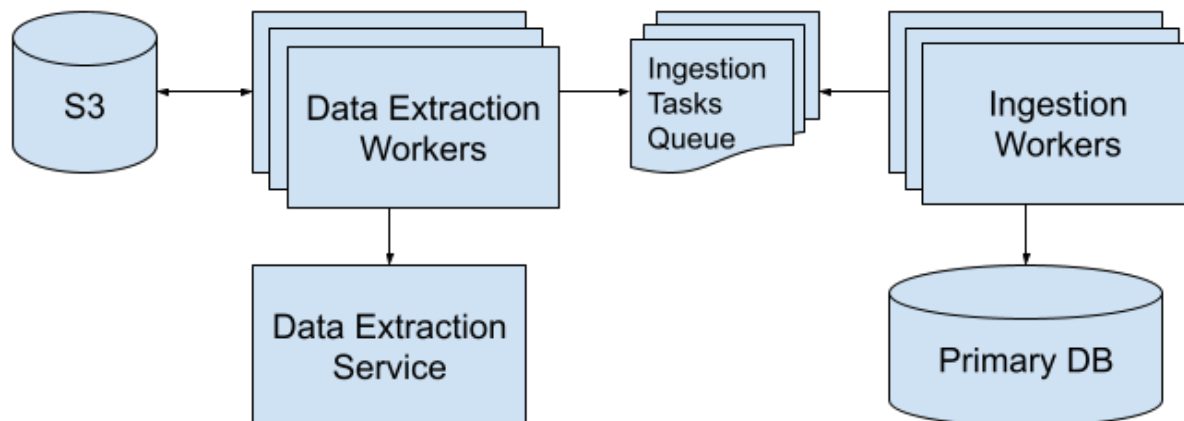 S3
Data Extraction
Workers
Ingestion
Tasks
Queue
Ingestion
Workers
Data Extraction
Service
Primary DB